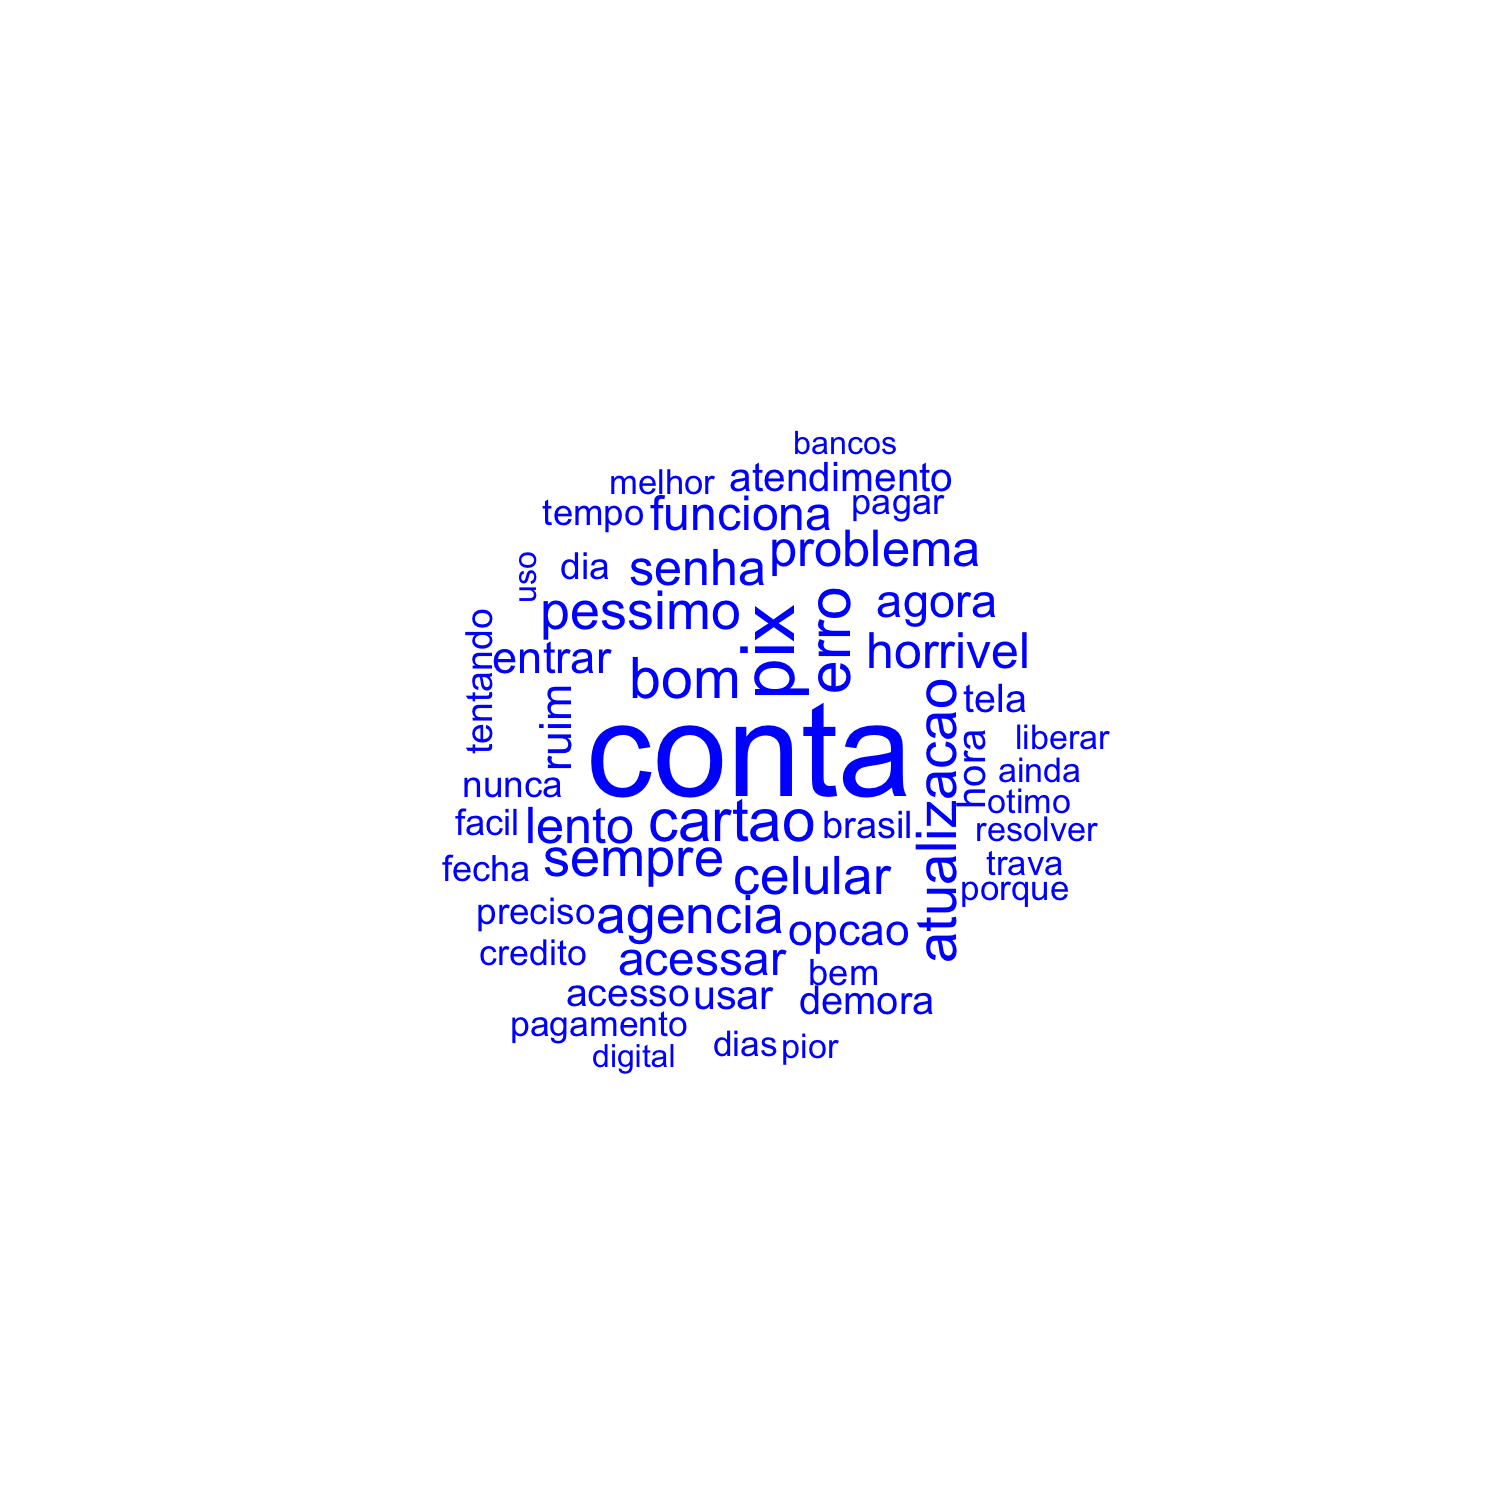 bancos
melhor atendimento
tempo funciona pagar
problema
uso dia senha
pessimo pix erro agora
tentando entrar bom horrivel
ruim conta atualizacao tela
hora liberar
nunca ainda
otimo
facil lento cartao brasil resolver
fecha sempre celular trava
porque
preciso agencia opcao
credito acessar bem
acesso usar demora
pagamento
digital dias pior